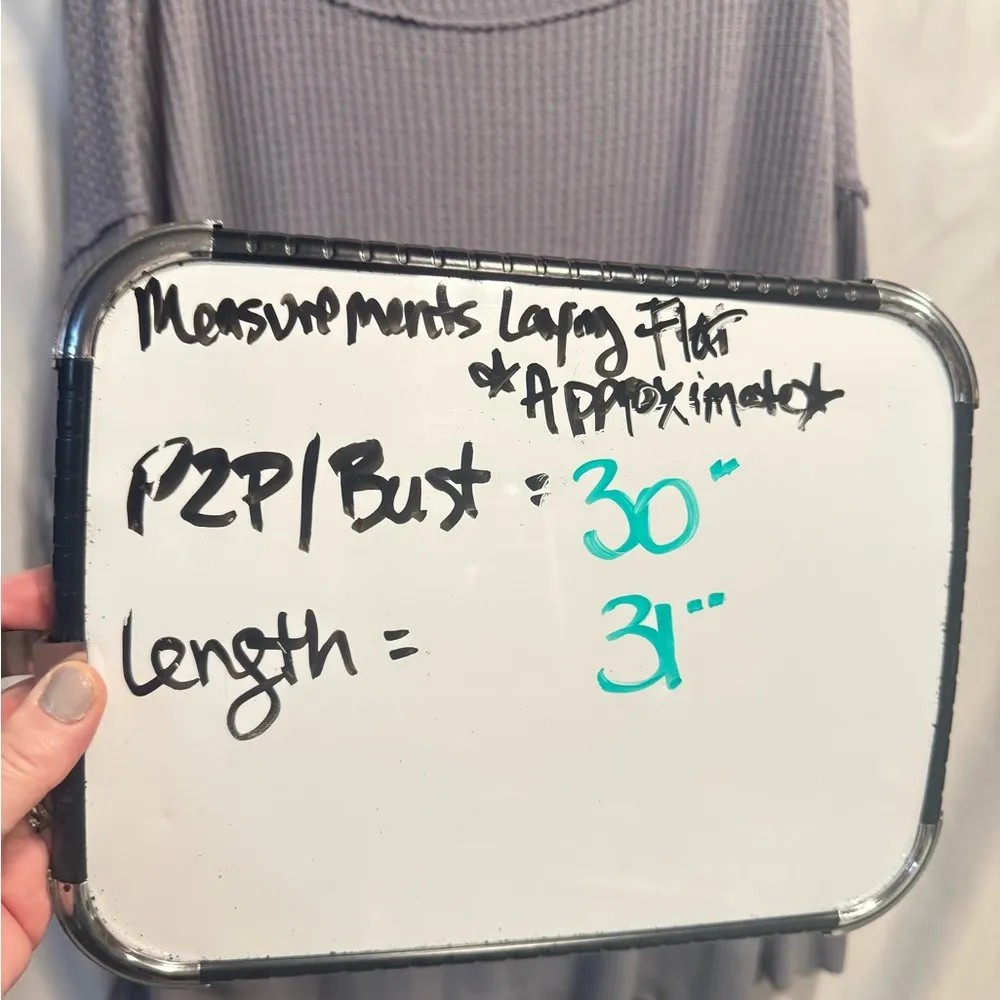 Measurements Laying Flat
*Approximate*
P2P/Bust = 30"
Length = 31"